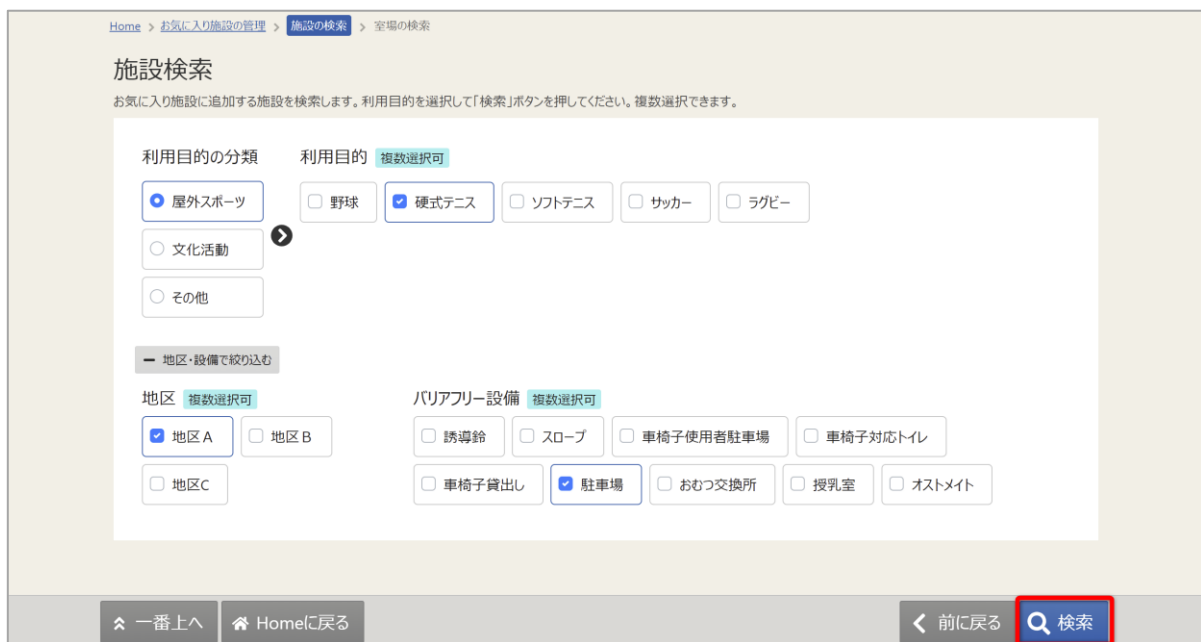 Home > お気に入り施設の管理 > 施設の検索 > 室場の検索
施設検索
お気に入り施設に追加する施設を検索します。利用目的を選択して「検索」ボタンを押してください。複数選択できます。
利用目的の分類
利用目的 複数選択可
屋外スポーツ
野球 硬式テニス ソフトテニス サッカー ラグビー
文化活動
その他
地区・設備で絞り込む
地区 複数選択可
バリアフリー設備 複数選択可
地区A 地区B
誘導鈴 スロープ 車椅子使用者駐車場 車椅子対応トイレ
地区C
車椅子貸出し 駐車場 おむつ交換所 授乳室 オストメイト
一番上へ Homeに戻る 前に戻る 検索